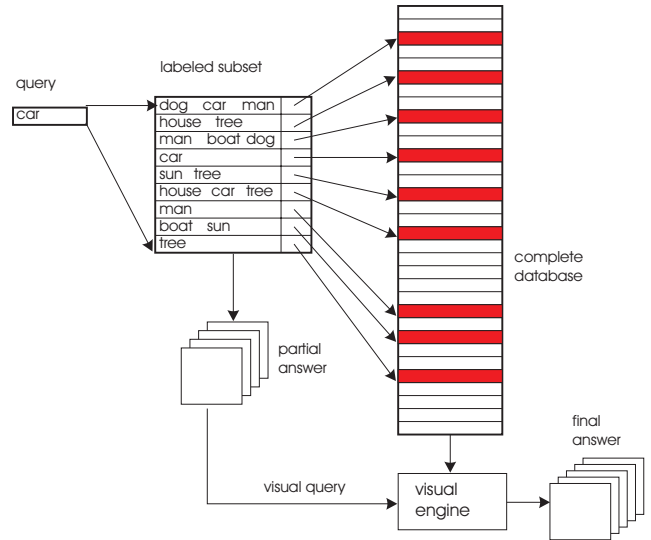 query
car
labeled subset
dog car man
house tree
man boat dog
car
sun tree
house car tree
man
boat sun
tree
complete
database
partial
answer
visual query
visual
engine
final
answer